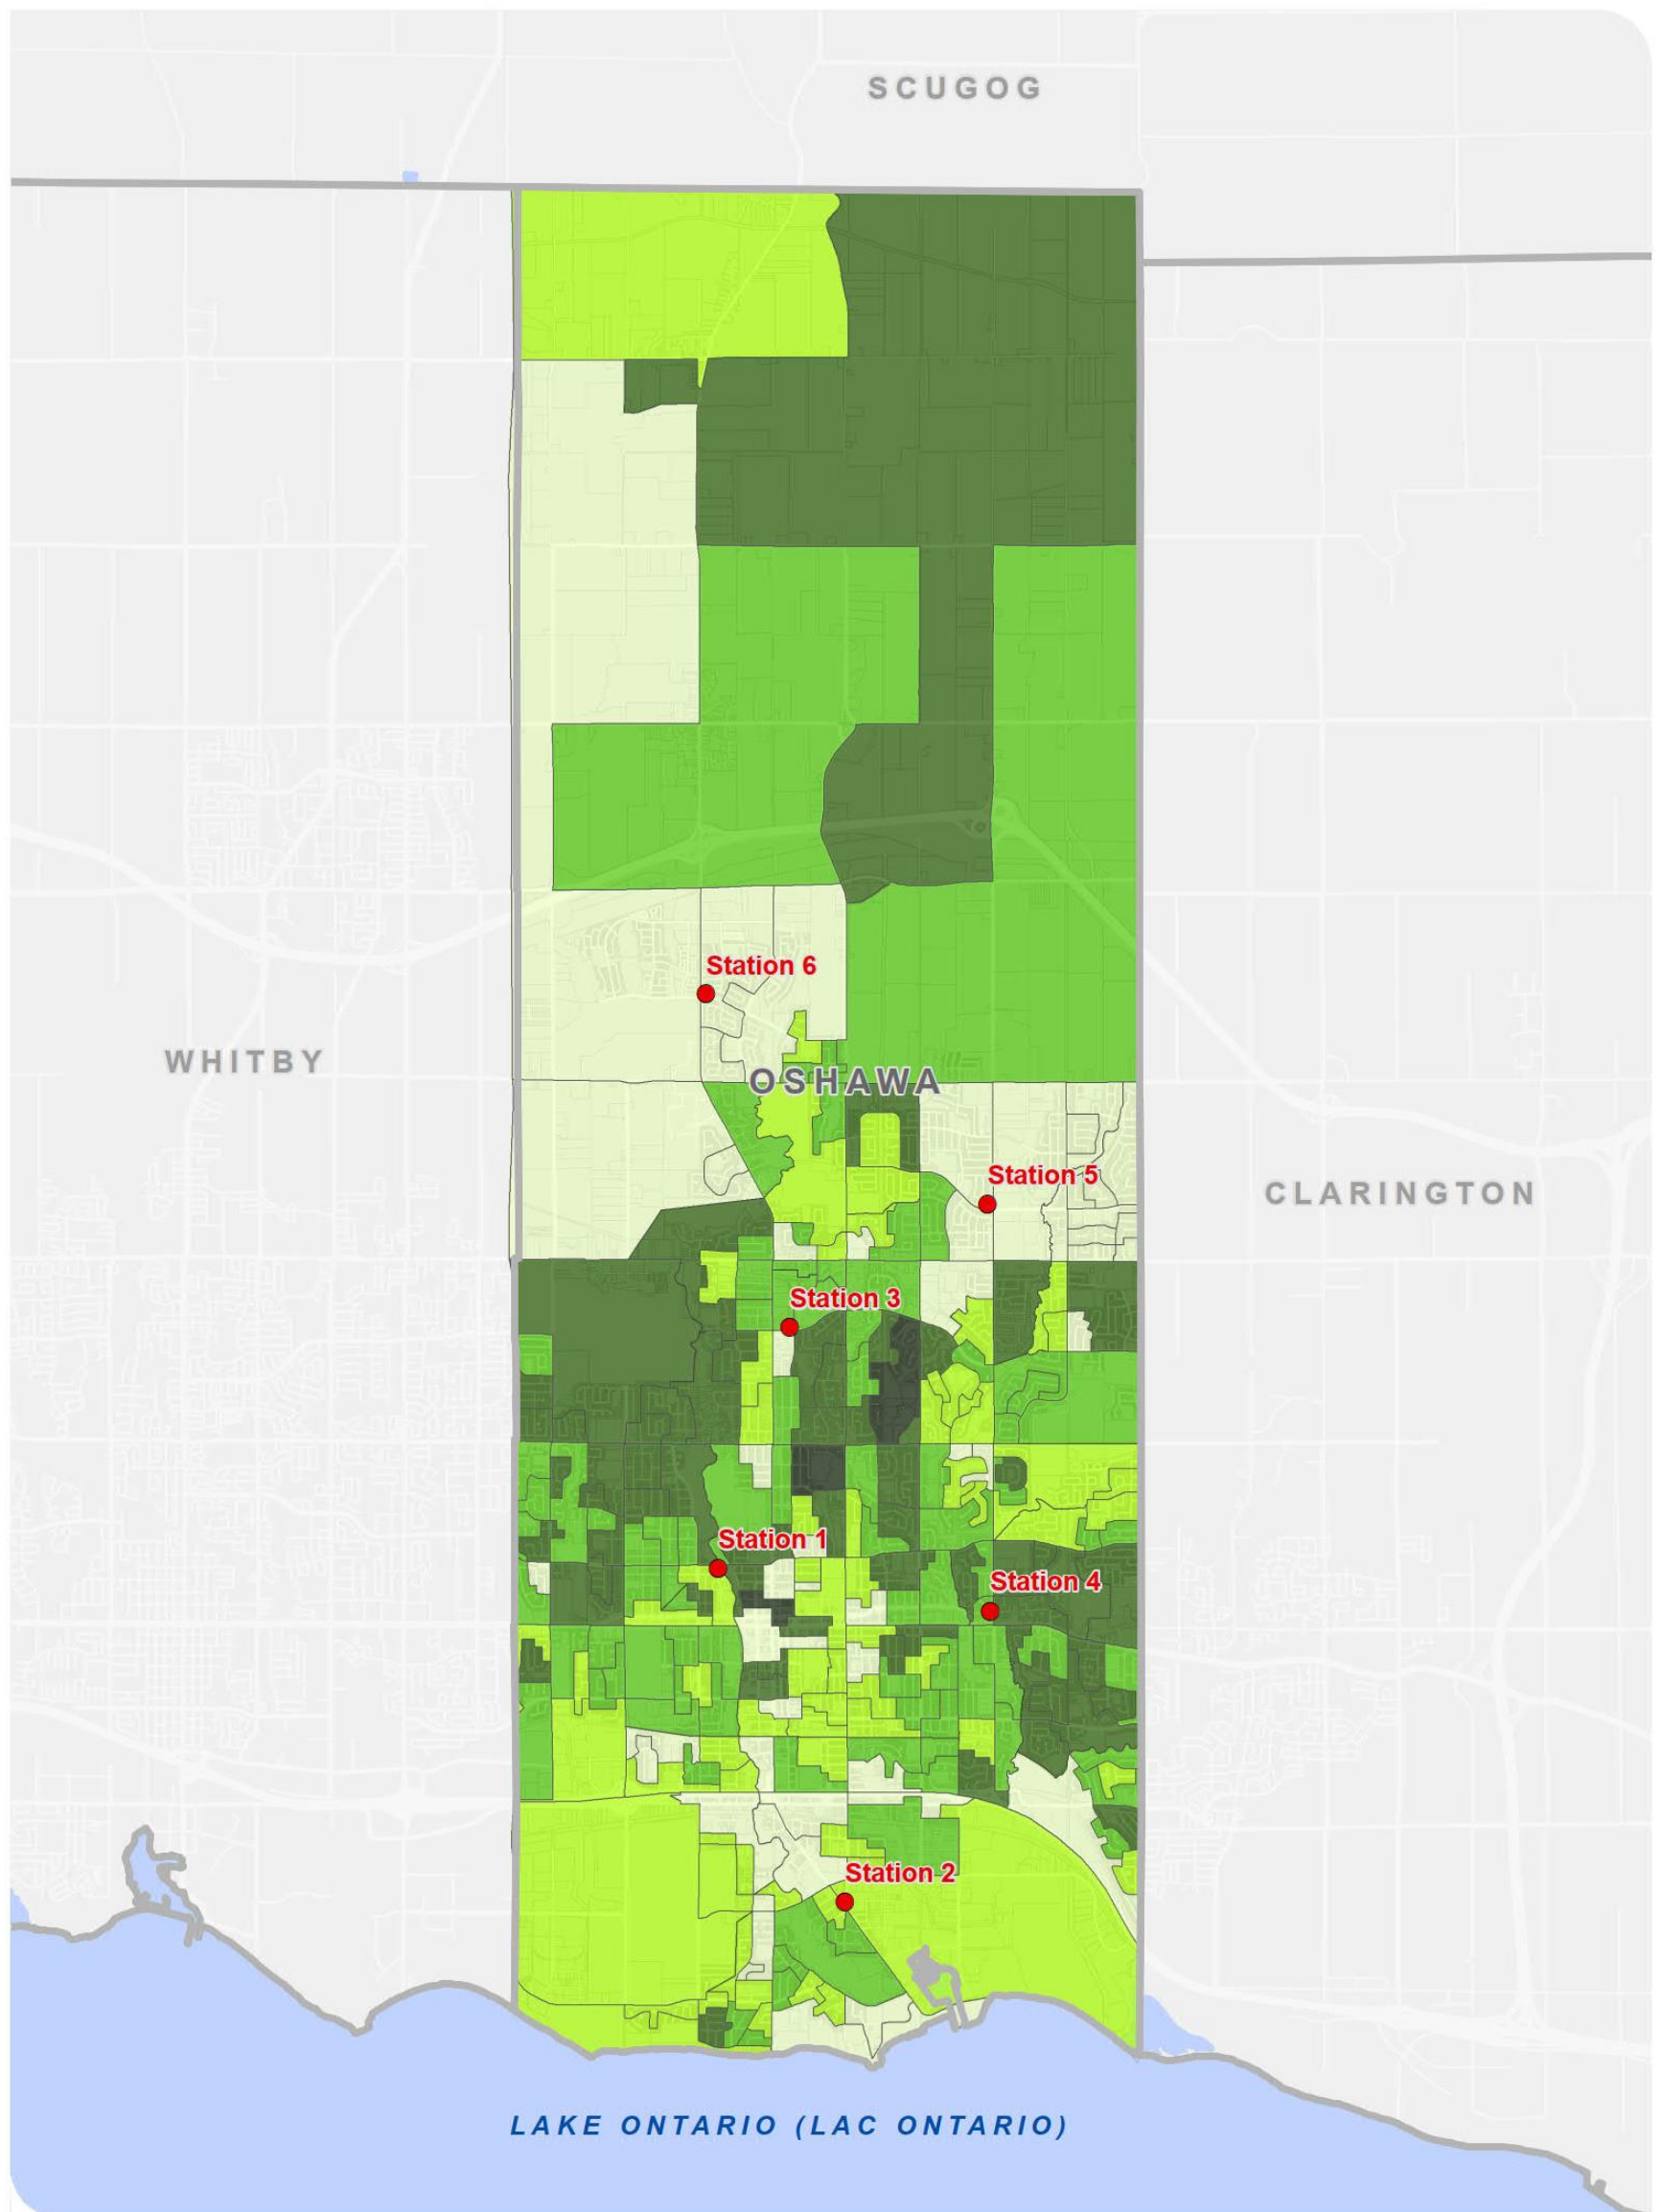 SCUGOG
Station 6
WHITBY
OSHAWA
Station 5
CLARINGTON
Station 3
Station 1
Station 4
Station 2
LAKE ONTARIO (LAC ONTARIO)